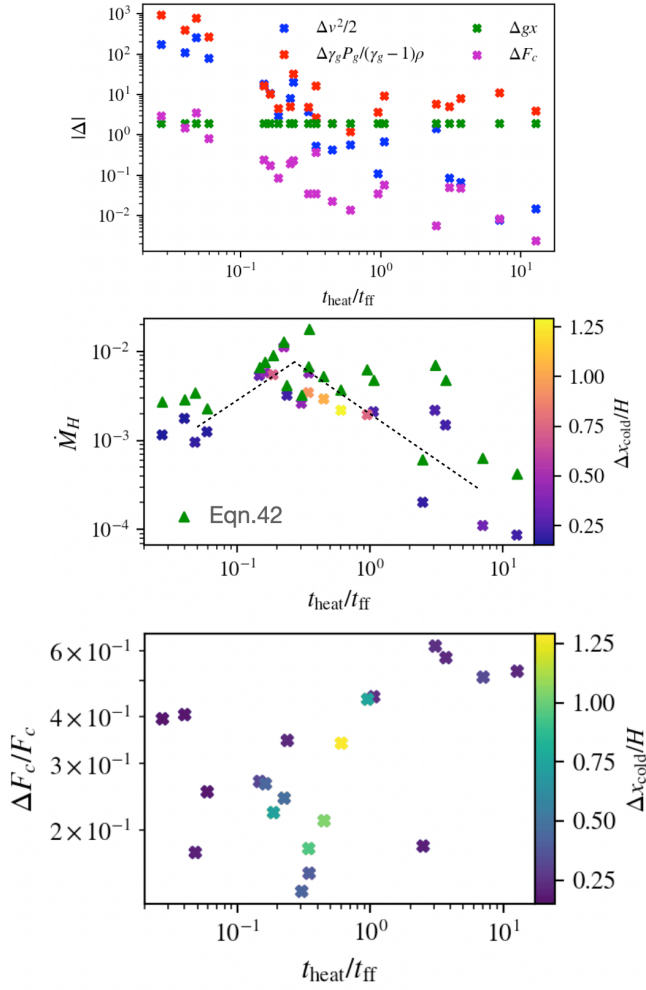 10³
10²
10¹
10⁰
10⁻¹
10⁻²
|Δ|
Δv²/2
Δγ_gP_g/(γ_g − 1)ρ
Δgx
ΔF_c
10⁻¹
10⁰
10¹
t_heat/t_ff
10⁻²
10⁻³
10⁻⁴
Ṁ_H
Eqn.42
10⁻¹
10⁰
10¹
t_heat/t_ff
1.25
1.00
0.75
0.50
0.25
Δx_cold/H
6 × 10⁻¹
4 × 10⁻¹
3 × 10⁻¹
2 × 10⁻¹
ΔF_c/F_c
10⁻¹
10⁰
10¹
t_heat/t_ff
1.25
1.00
0.75
0.50
0.25
Δx_cold/H